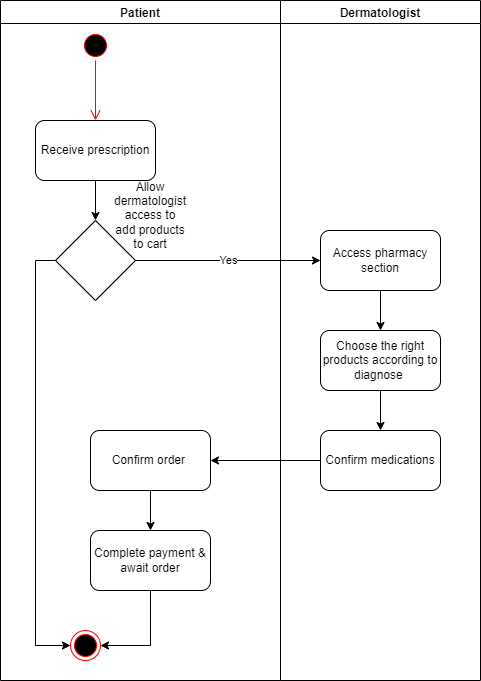 Patient
Dermatologist
Receive prescription
Allow
dermatologist
access to
add products
to cart
Yes
Access pharmacy
section
Choose the right
products according to
diagnose
Confirm medications
Confirm order
Complete payment &
await order